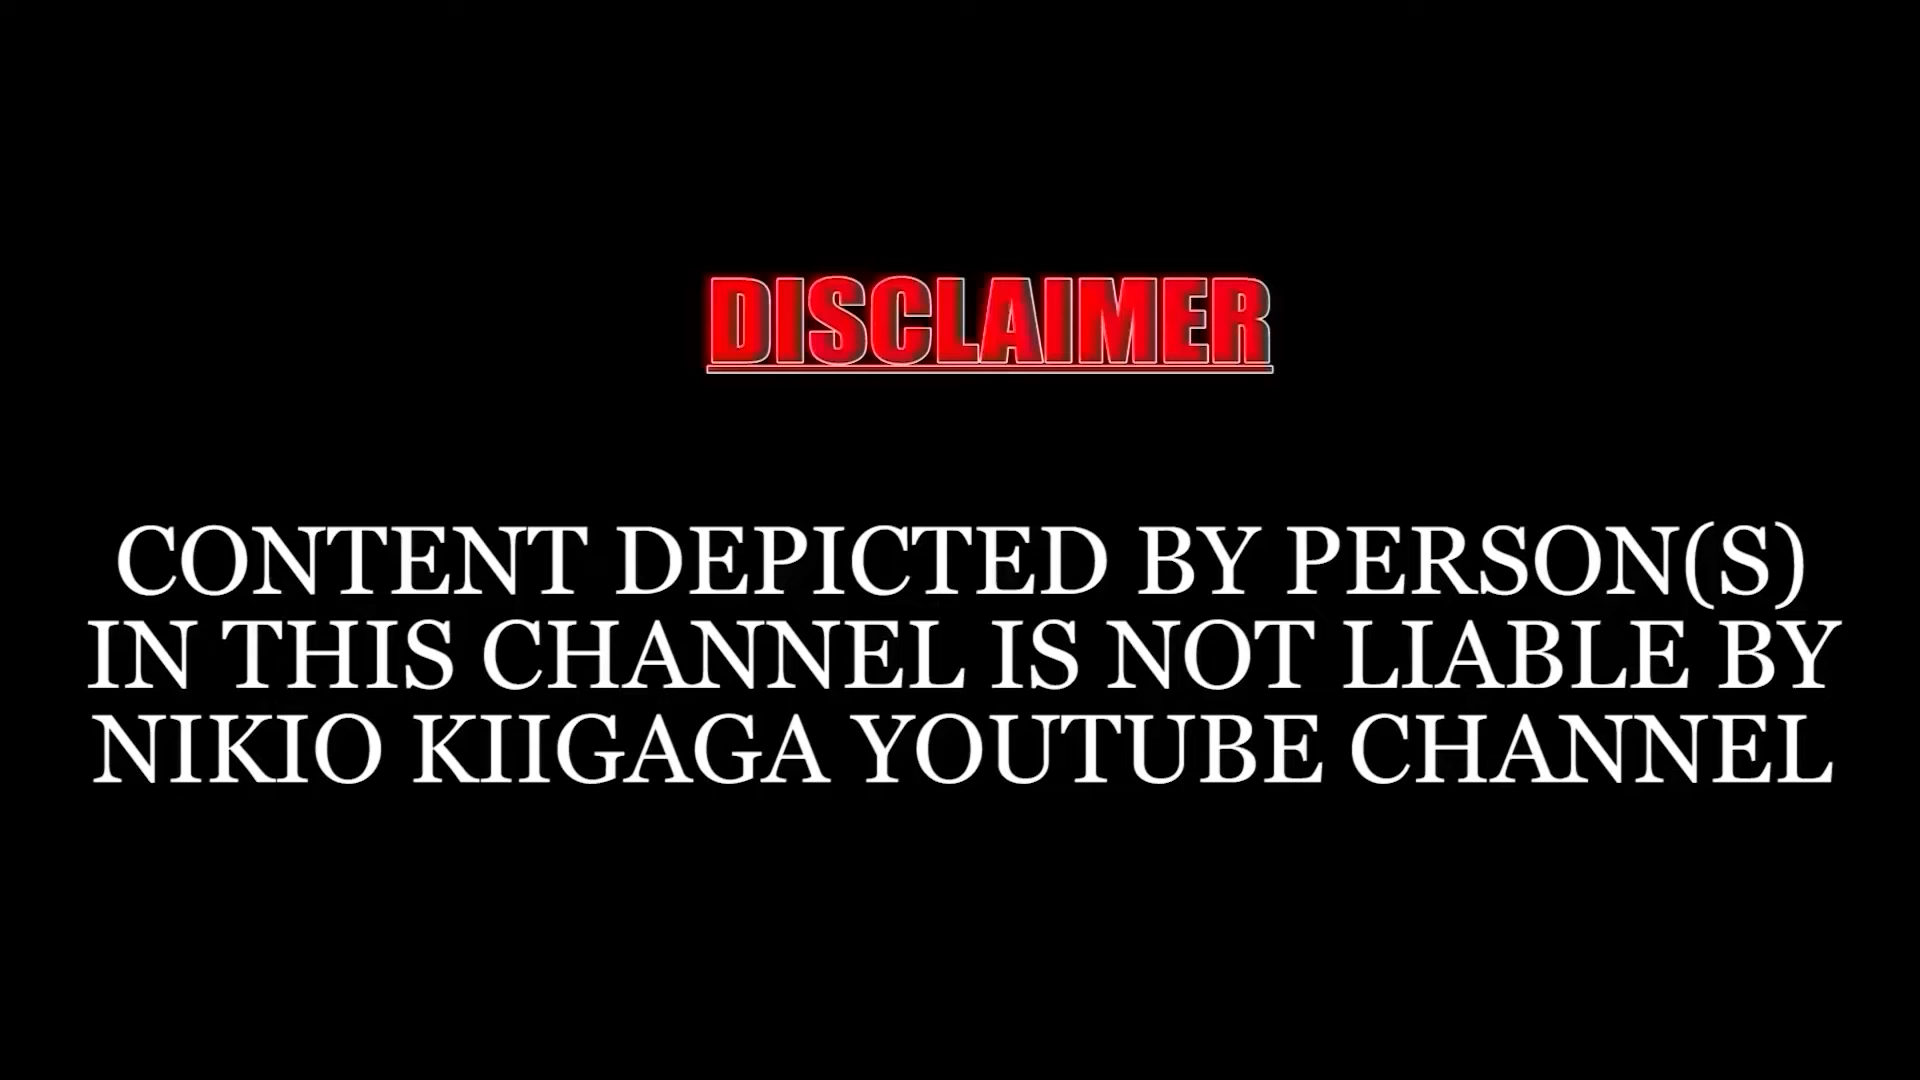 DISCLAIMER
CONTENT DEPICTED BY PERSON(S)
IN THIS CHANNEL IS NOT LIABLE BY
NIKIO KIIGAGA YOUTUBE CHANNEL